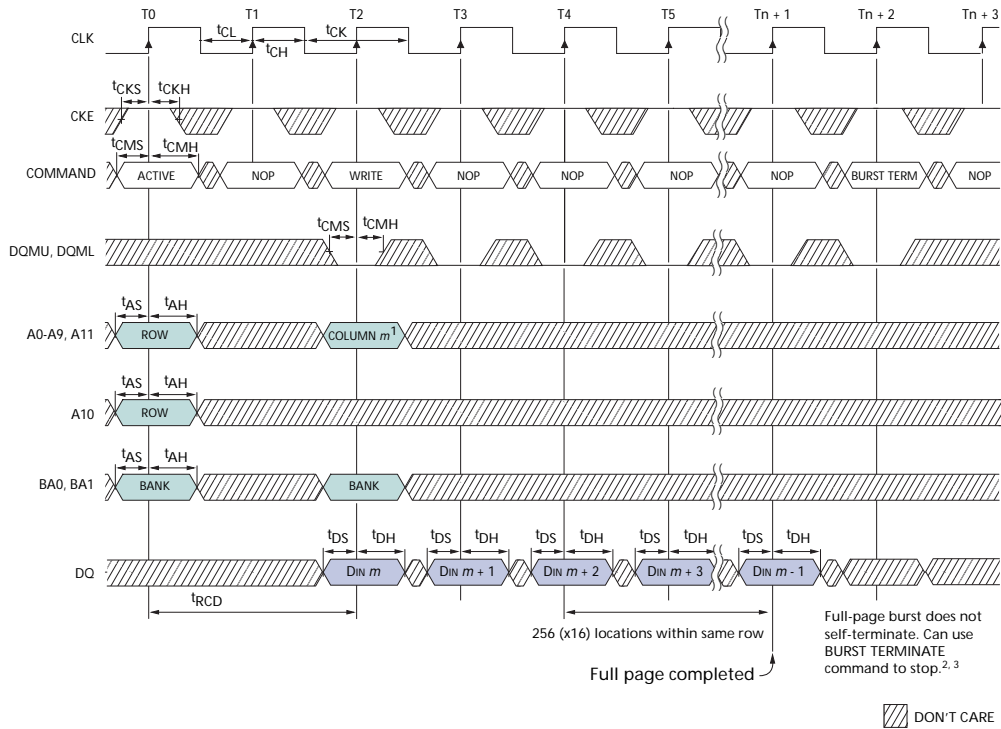 T0 T1 T2 T3 T4 T5 Tn + 1 Tn + 2 Tn + 3
CLK
tCL tCH tCK
tCKS tCKH
CKE
tCMS tCMH
COMMAND ACTIVE NOP WRITE NOP NOP NOP NOP BURST TERM NOP
tCMS tCMH
DQMU, DQML
tAS tAH
A0-A9, A11 ROW COLUMN m1
tAS tAH
A10 ROW
tAS tAH
BA0, BA1 BANK BANK
tDS tDH tDS tDH tDS tDH tDS tDH tDS tDH
DQ DIN m DIN m + 1 DIN m + 2 DIN m + 3 DIN m - 1
tRCD
256 (x16) locations within same row
Full page completed
Full-page burst does not
self-terminate. Can use
BURST TERMINATE
command to stop.2, 3
DON'T CARE